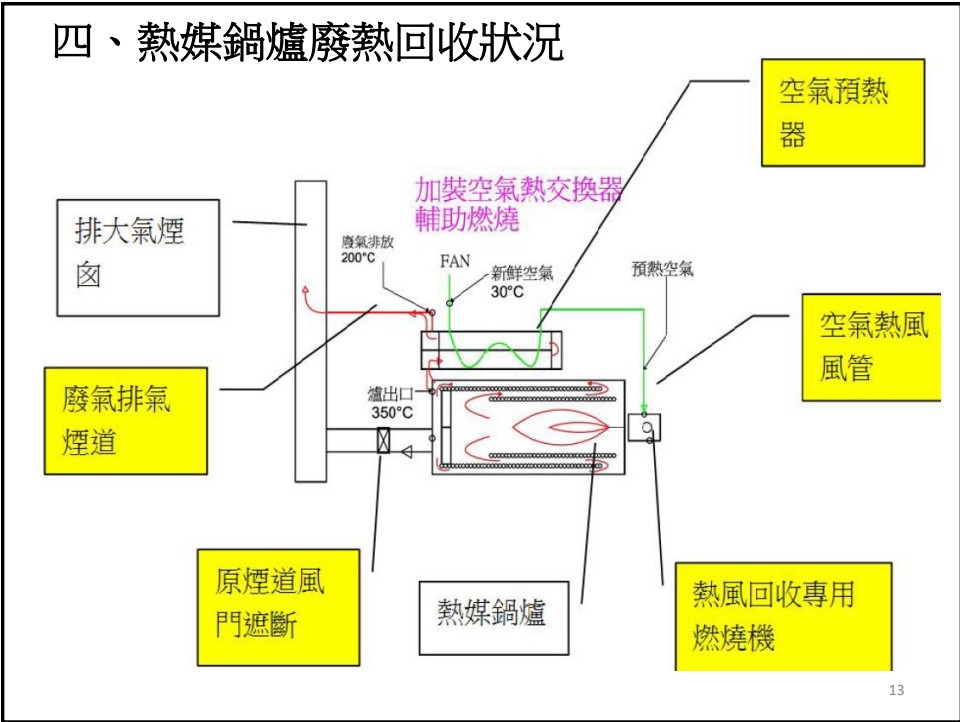 四、熱媒鍋爐廢熱回收狀況
空氣預熱
器
加裝空氣熱交換器
輔助燃燒
排大氣煙
囪
廢氣排放
200°C
FAN
新鮮空氣
30°C
預熱空氣
空氣熱風
風管
廢氣排氣
煙道
爐出口
350°C
原煙道風
門遮斷
熱媒鍋爐
熱風回收專用
燃燒機
13